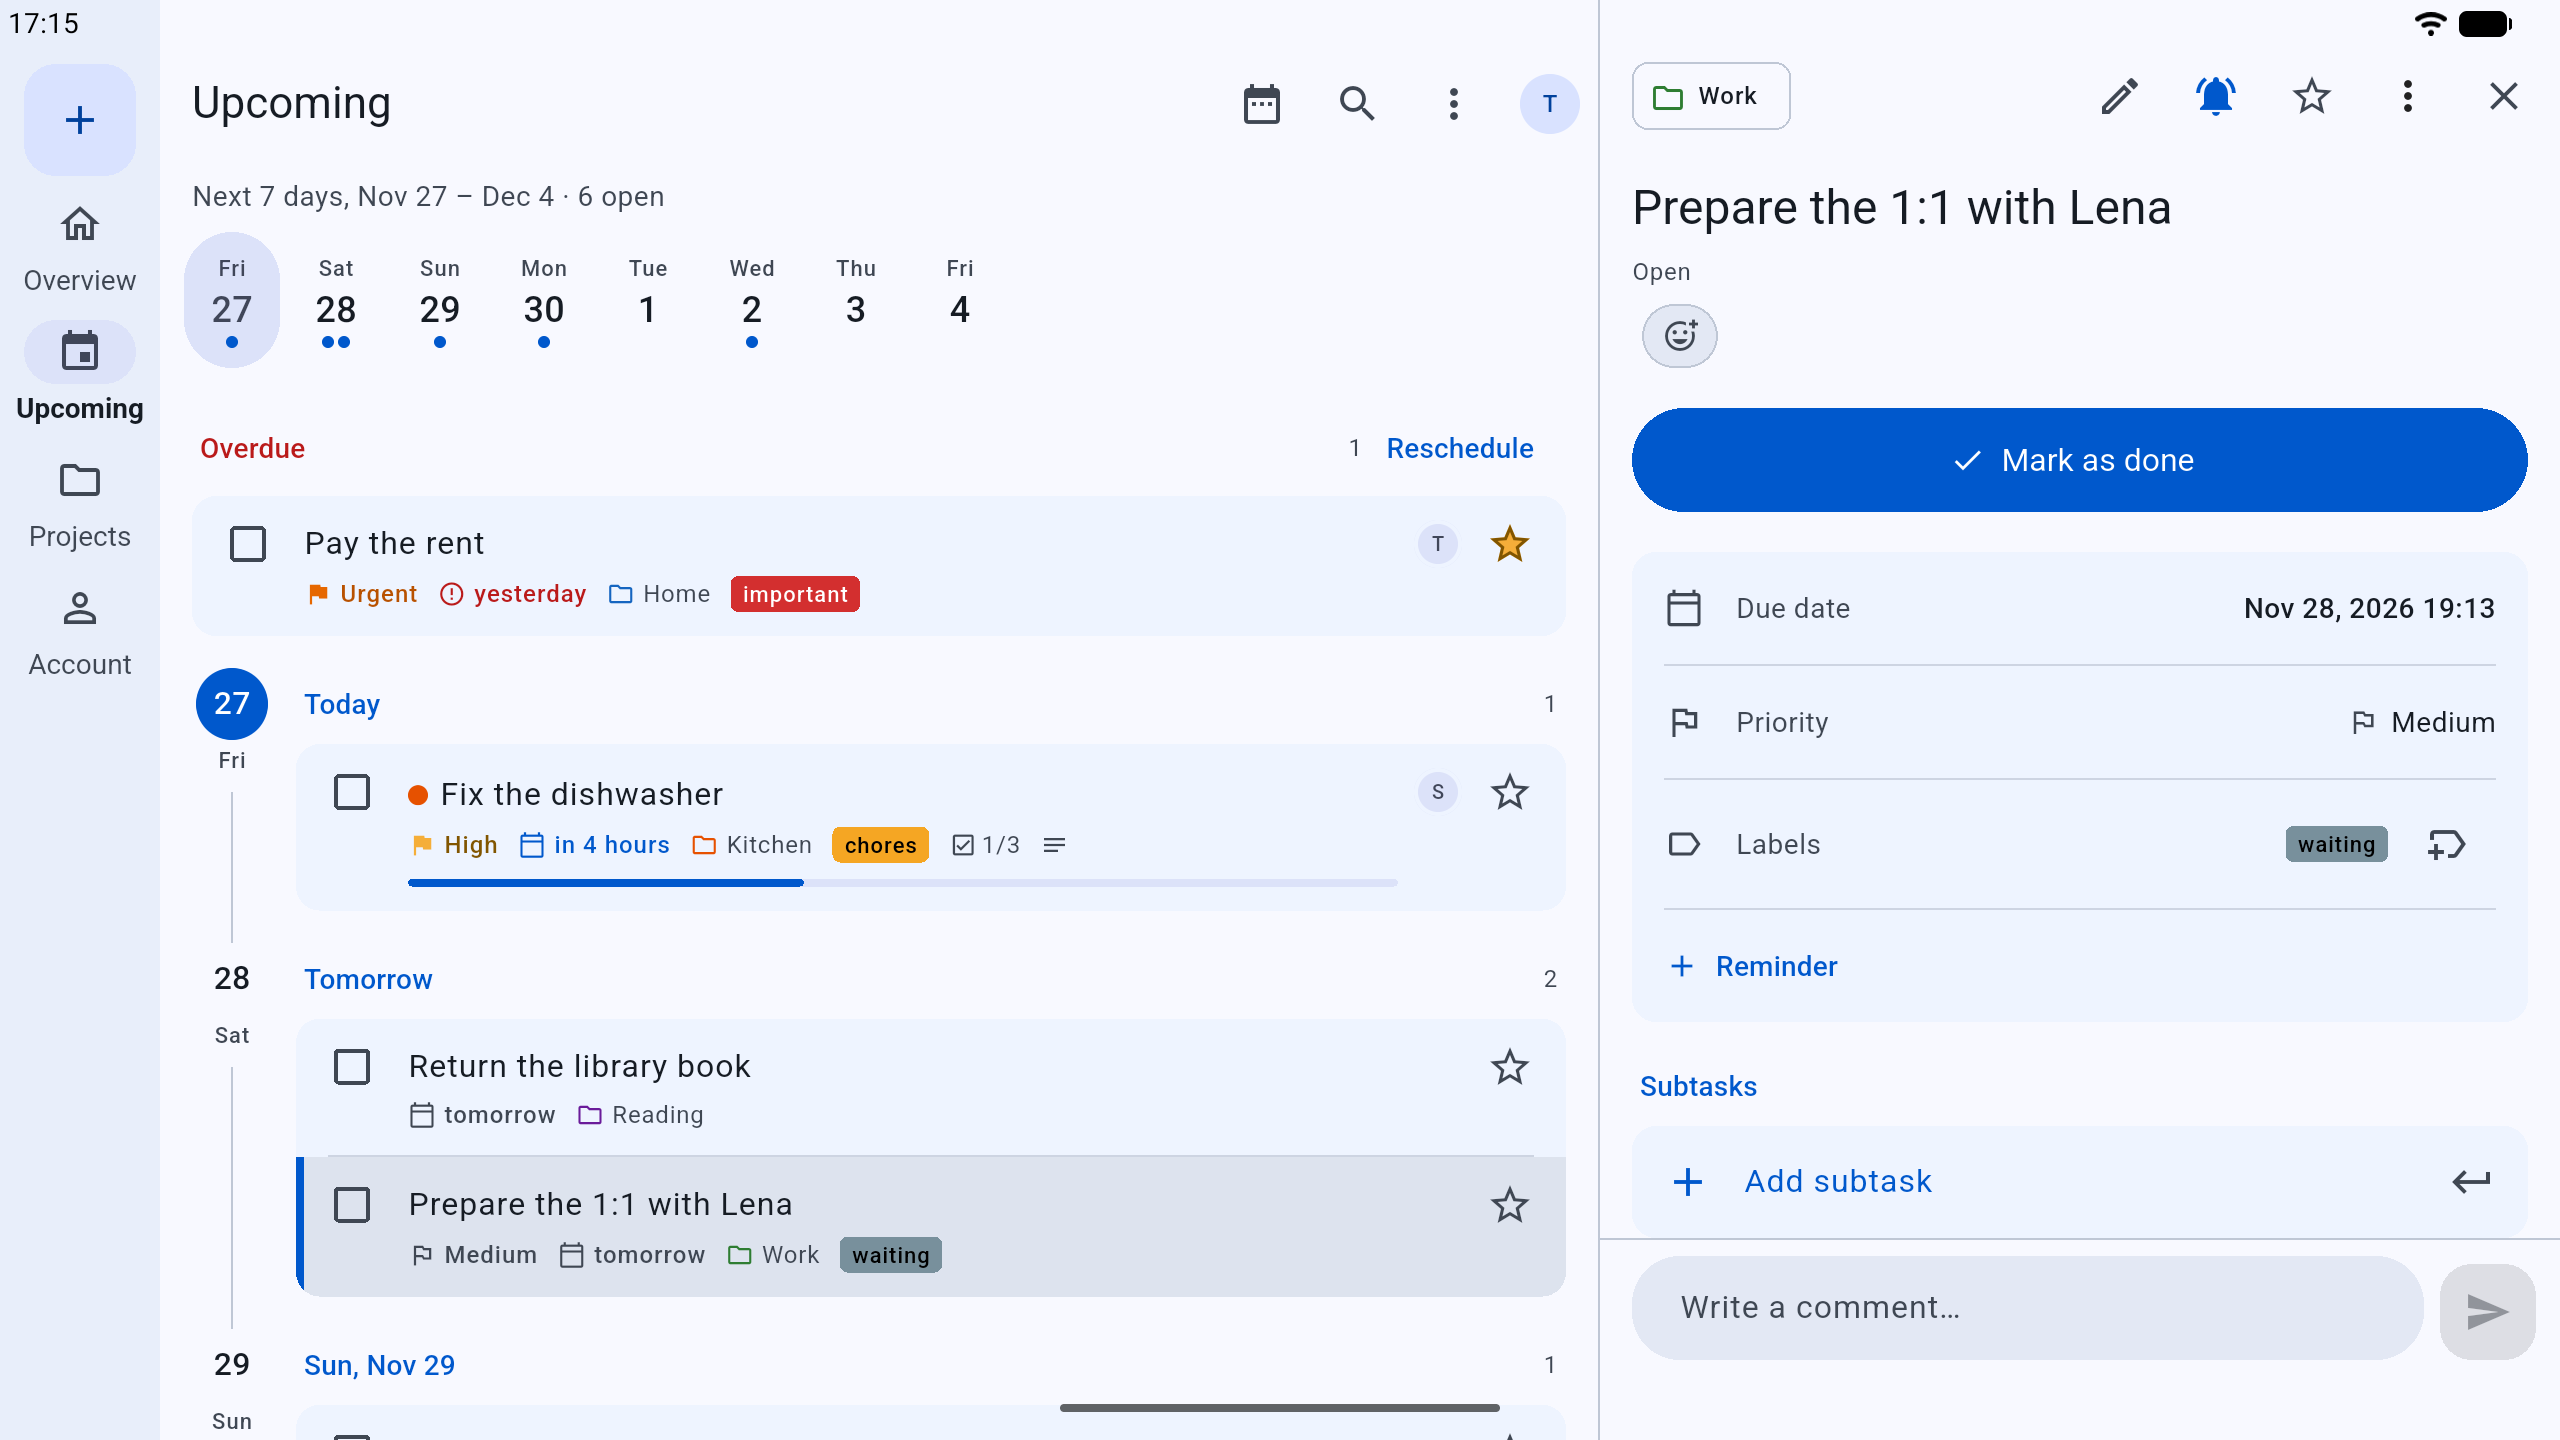 17:15
Overview
Upcoming
Projects
Account
Upcoming
T
Next 7 days, Nov 27 – Dec 4 · 6 open
Fri Sat Sun Mon Tue Wed Thu Fri
27 28 29 30 1 2 3 4
Overdue 1 Reschedule
Pay the rent T
Urgent yesterday Home important
27 Today 1
Fri
Fix the dishwasher S
High in 4 hours Kitchen chores 1/3
28 Tomorrow 2
Sat
Return the library book
tomorrow Reading
Prepare the 1:1 with Lena
Medium tomorrow Work waiting
29 Sun, Nov 29 1
Sun
Work
Prepare the 1:1 with Lena
Open
Mark as done
Due date Nov 28, 2026 19:13
Priority Medium
Labels waiting
Reminder
Subtasks
Add subtask
Write a comment…